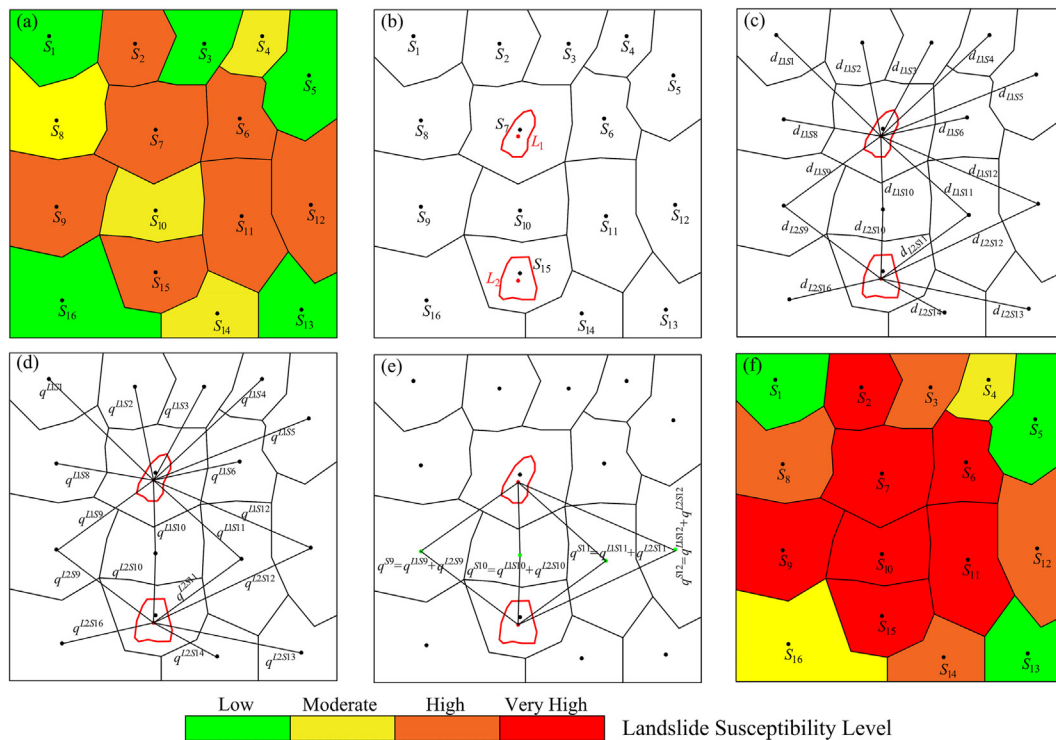 (a)
S1
S2
S3
S4
S5
S8
S7
S6
S9
S10
S11
S12
S15
S16
S14
S13
(b)
S1
S2
S3
S4
S5
S8
S7
L1
S6
S9
S10
S11
S12
S15
L2
S16
S14
S13
(c)
dL1S1
dL1S2
dL1S3
dL1S4
dL1S5
dL1S8
dL1S6
dL1S9
dL1S10
dL1S11
dL1S12
dL2S9
dL2S10
dL2S11
dL2S12
dL2S16
dL2S14
dL2S13
(d)
qL1S1
qL1S2
qL1S3
qL1S4
qL1S5
qL1S8
qL1S6
qL1S9
qL1S10
qL1S11
qL1S12
qL2S9
qL2S10
qL2S11
qL2S12
qL2S16
qL2S14
qL2S13
(e)
qS9=qL1S9+qL2S9
qS10=qL1S10+qL2S10
qS11=qL1S11+qL2S11
qS12=qL1S12+qL2S12
(f)
S1
S2
S3
S4
S5
S8
S7
S6
S9
S10
S11
S12
S15
S16
S14
S13
Low Moderate High Very High
Landslide Susceptibility Level